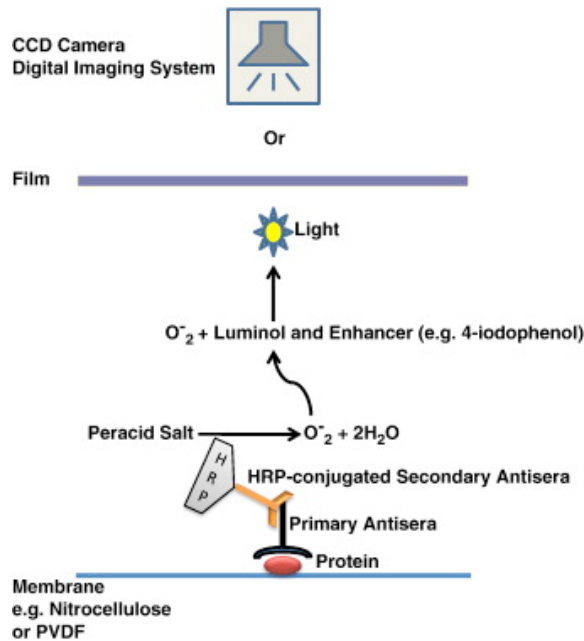 CCD Camera
Digital Imaging System
Or
Film
Light
O⁻₂ + Luminol and Enhancer (e.g. 4-iodophenol)
Peracid Salt
O⁻₂ + 2H₂O
HRP
HRP-conjugated Secondary Antisera
Primary Antisera
Protein
Membrane
e.g. Nitrocellulose
or PVDF